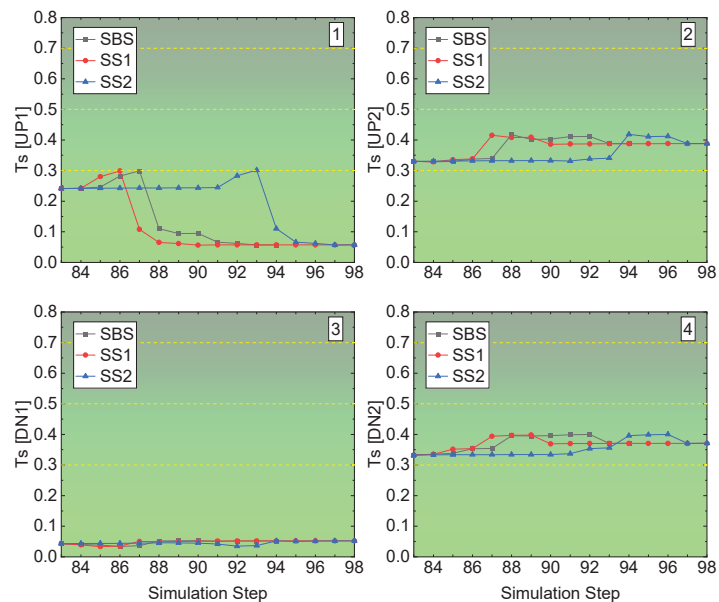 1
SBS
SS1
SS2
Ts [UP1]
0.8
0.7
0.6
0.5
0.4
0.3
0.2
0.1
0.0
84 86 88 90 92 94 96 98
2
SBS
SS1
SS2
Ts [UP2]
0.8
0.7
0.6
0.5
0.4
0.3
0.2
0.1
0.0
84 86 88 90 92 94 96 98
3
SBS
SS1
SS2
Ts [DN1]
0.8
0.7
0.6
0.5
0.4
0.3
0.2
0.1
0.0
84 86 88 90 92 94 96 98
Simulation Step
4
SBS
SS1
SS2
Ts [DN2]
0.8
0.7
0.6
0.5
0.4
0.3
0.2
0.1
0.0
84 86 88 90 92 94 96 98
Simulation Step